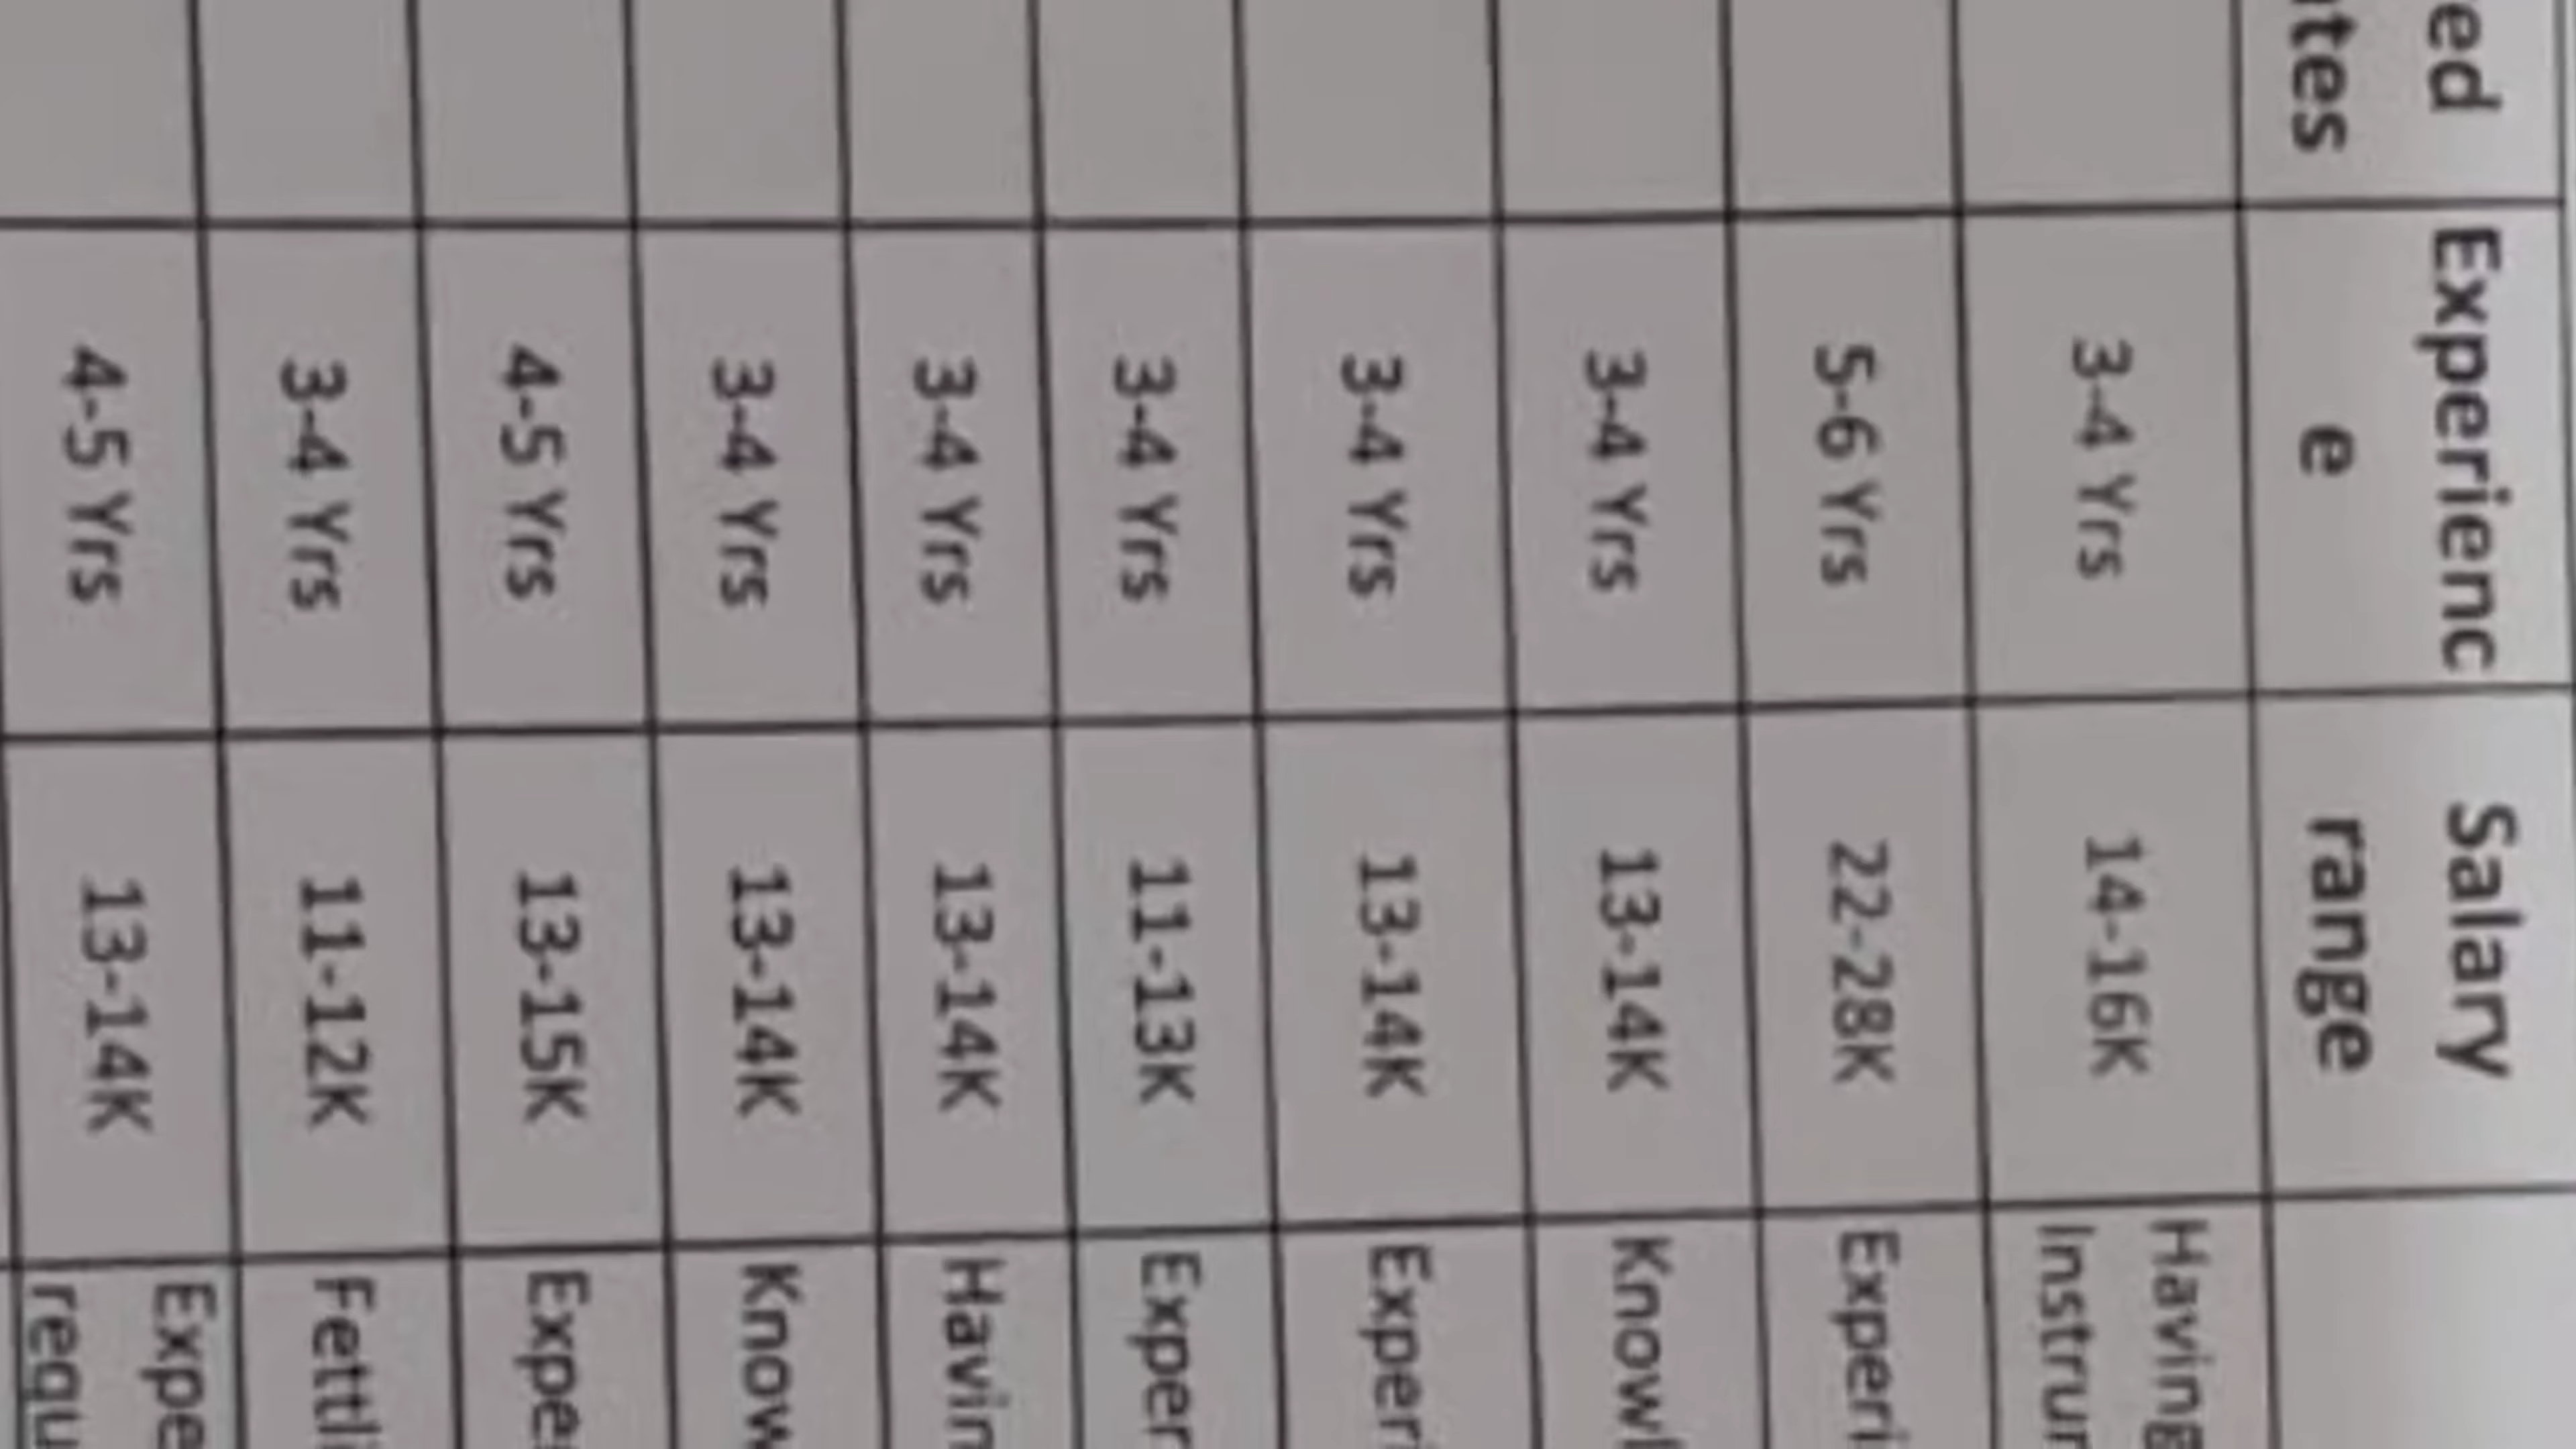 ed Experienc Salary
ates e range
3-4 Yrs 14-16K Having
Instrum
5-6 Yrs 22-28K Experi
3-4 Yrs 13-14K Knowl
3-4 Yrs 13-14K Experi
3-4 Yrs 11-13K Exper
3-4 Yrs 13-14K Havin
3-4 Yrs 13-14K Know
4-5 Yrs 13-15K Expe
3-4 Yrs 11-12K Fettli
4-5 Yrs 13-14K Expe
requ